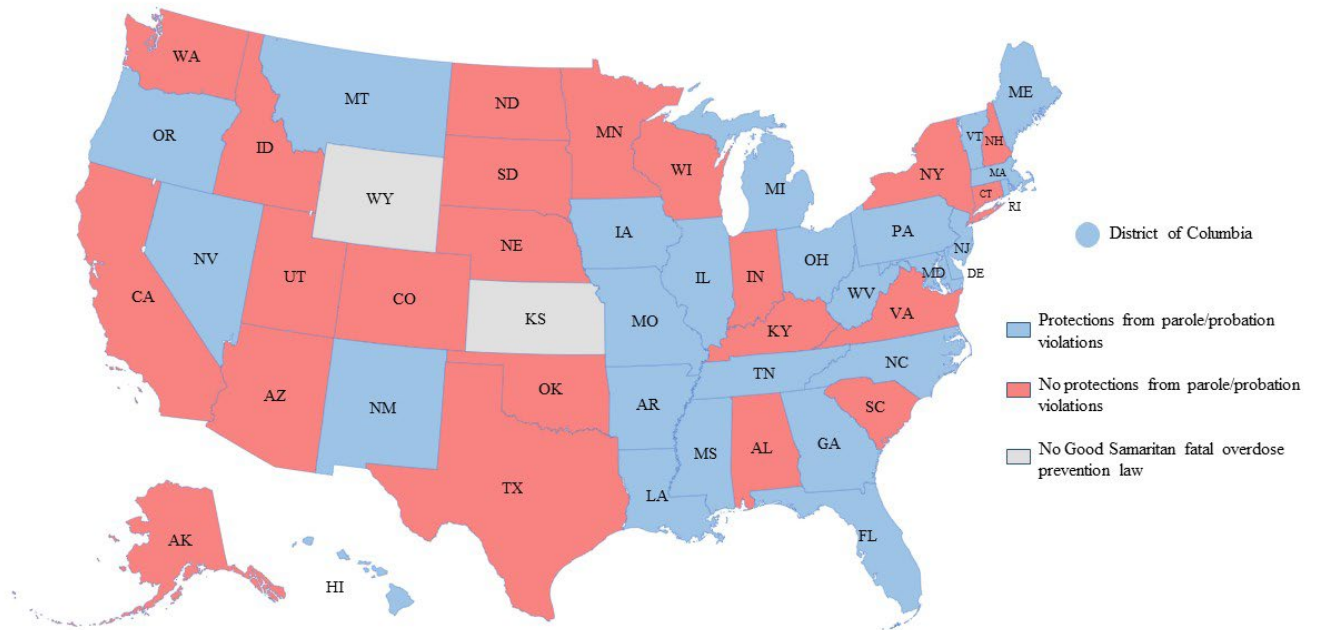 WA
MT
ND
MN
ME
OR
ID
VT
NH
WI
SD
NY
MA
WY
MI
CT
RI
District of Columbia
IA
PA
NE
NV
OH
NJ
IL
IN
MD
DE
UT
CO
WV
CA
VA
KS
MO
KY
Protections from parole/probation
violations
NC
TN
OK
AZ
NM
AR
SC
No protections from parole/probation
violations
MS
AL
GA
No Good Samaritan fatal overdose
prevention law
TX
LA
FL
AK
HI